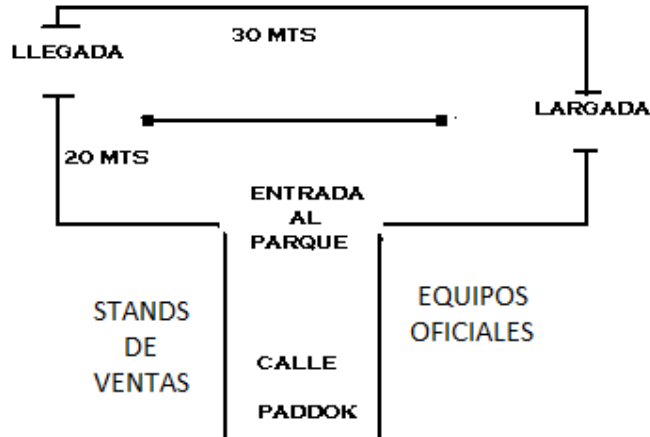 30 MTS
LLEGADA
LARGADA
20 MTS
ENTRADA
AL
PARQUE
STANDS
DE
VENTAS
EQUIPOS
OFICIALES
CALLE
PADDOK